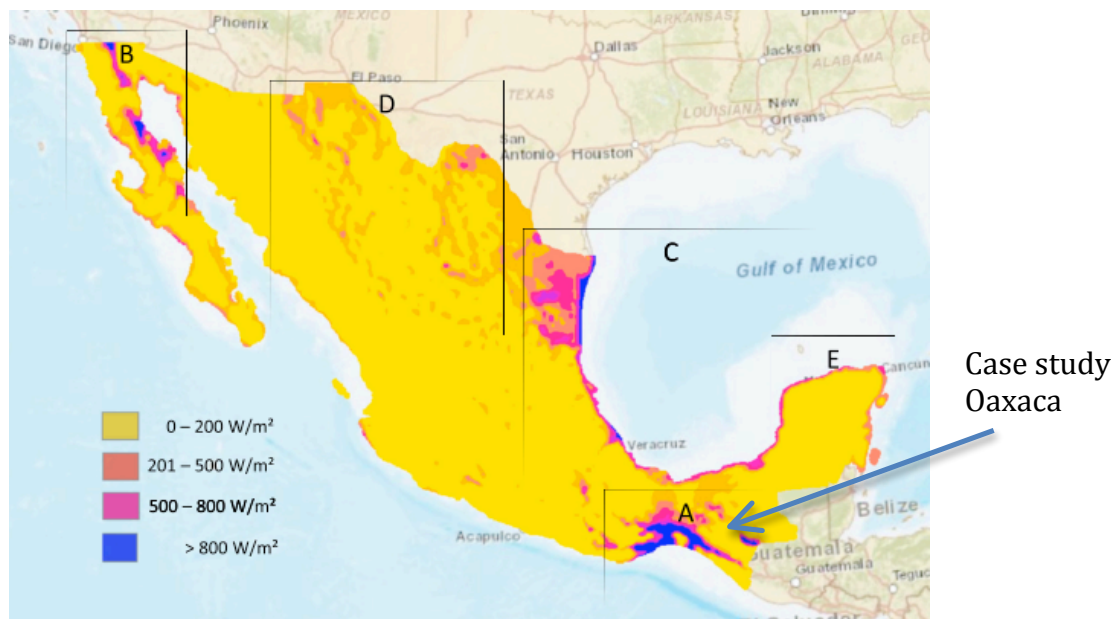 MEXICO
Phoenix
San Diego
B
El Paso
D
Dallas
ARKANSAS
Jackson
ALABAMA
TEXAS
LOUISIANA
New
Orleans
San
Antonio
Houston
C
Gulf of Mexico
E
Cancún
Case study
Oaxaca
0 – 200 W/m²
201 – 500 W/m²
500 – 800 W/m²
> 800 W/m²
Veracruz
A
Acapulco
Belize
Guatemala
Guatemala